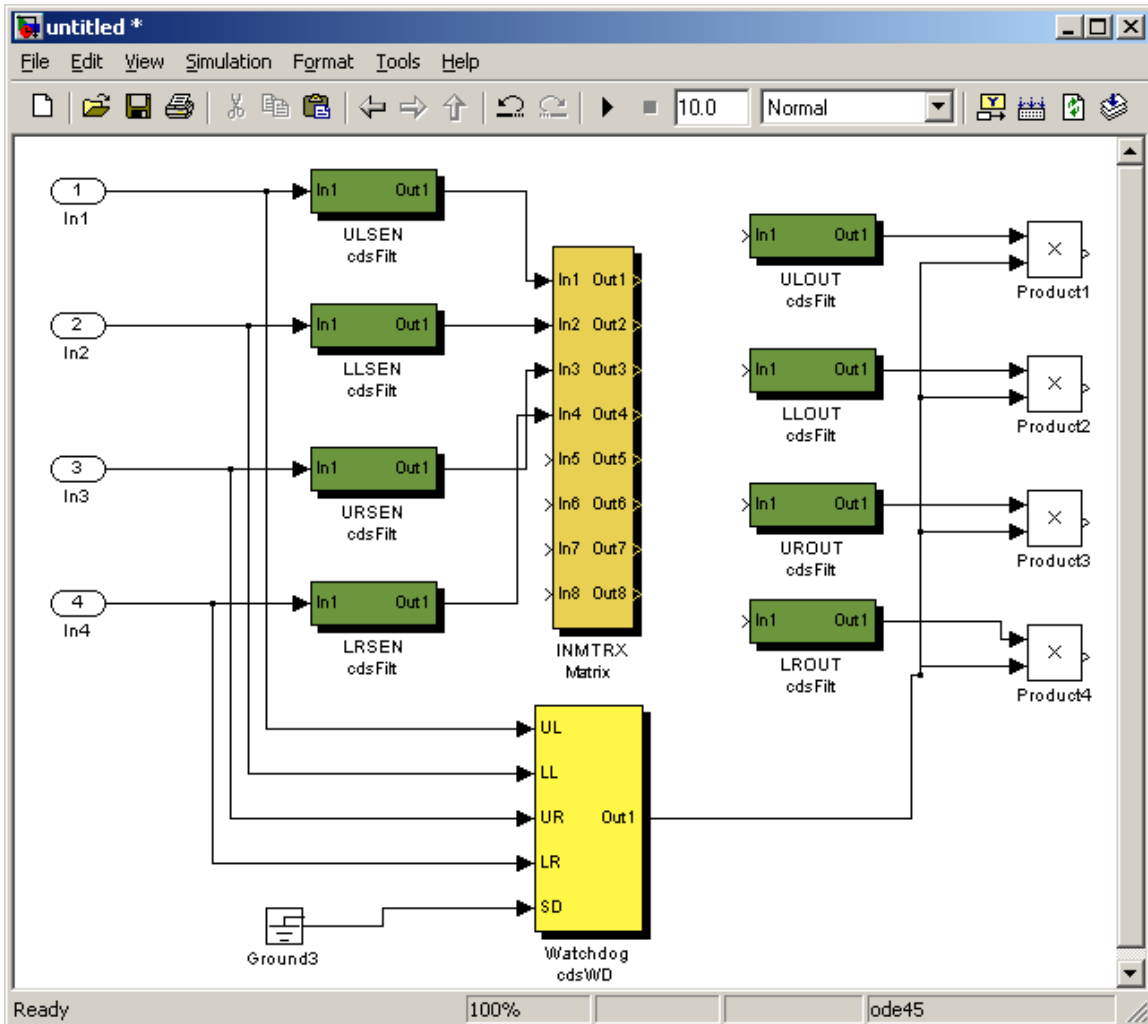 untitled *
File Edit View Simulation Format Tools Help
10.0 Normal
1
In1
In1 Out1
ULSEN
cdsFilt
2
In2
In1 Out1
LLSEN
cdsFilt
3
In3
In1 Out1
URSEN
cdsFilt
4
In4
In1 Out1
LRSEN
cdsFilt
In1 Out1
In2 Out2
In3 Out3
In4 Out4
In5 Out5
In6 Out6
In7 Out7
In8 Out8
INMTRX
Matrix
In1 Out1
ULOUT
cdsFilt
×
Product1
In1 Out1
LLOUT
cdsFilt
×
Product2
In1 Out1
UROUT
cdsFilt
×
Product3
In1 Out1
LROUT
cdsFilt
×
Product4
UL
LL
UR Out1
LR
SD
Watchdog
cdsWD
Ground3
Ready 100% ode45